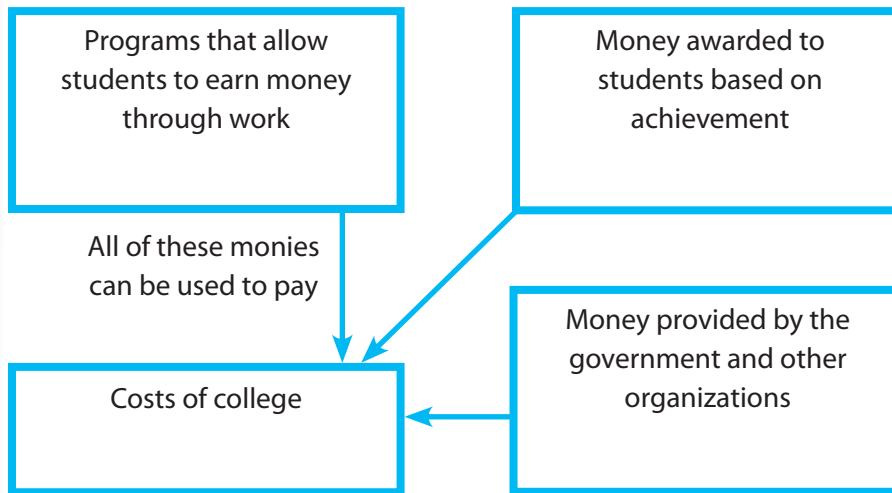 Programs that allow
students to earn money
through work
Money awarded to
students based on
achievement
All of these monies
can be used to pay
Money provided by the
government and other
organizations
Costs of college